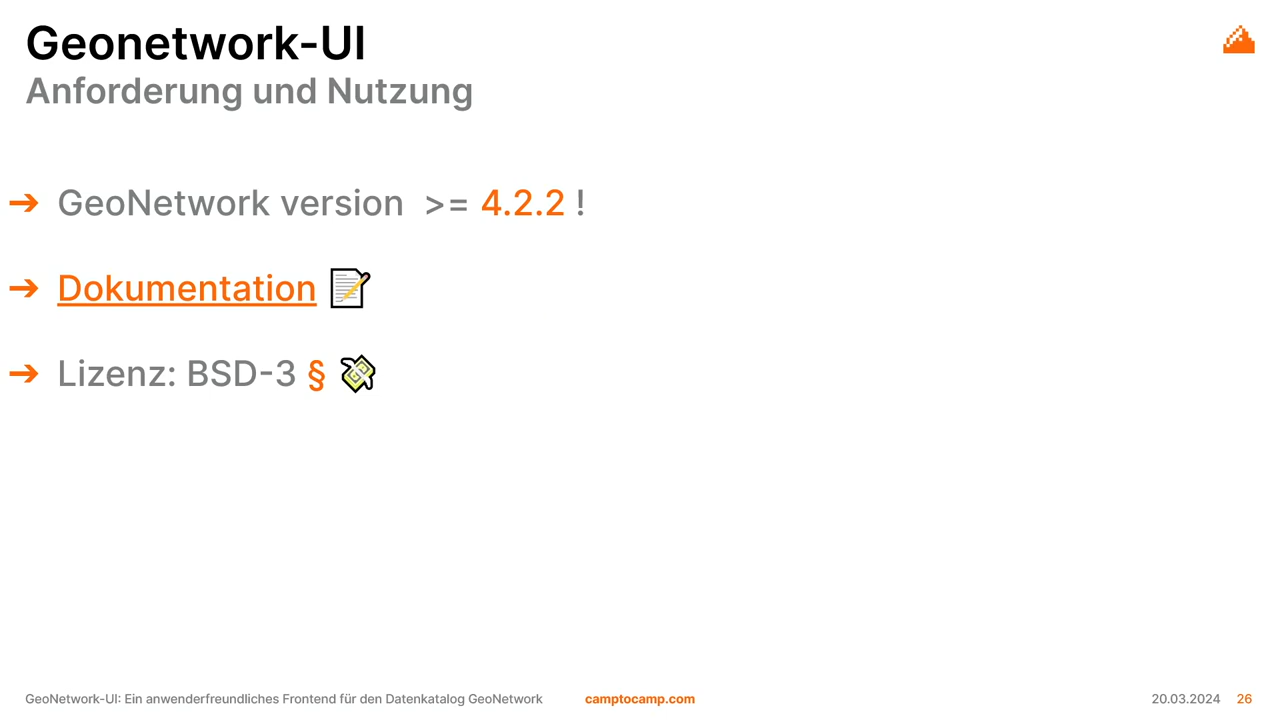 Geonetwork-UI
Anforderung und Nutzung
➔ GeoNetwork version >= 4.2.2 !
➔ Dokumentation 📝
➔ Lizenz: BSD-3 § 💸
GeoNetwork-UI: Ein anwenderfreundliches Frontend für den Datenkatalog GeoNetwork camptocamp.com 20.03.2024 26